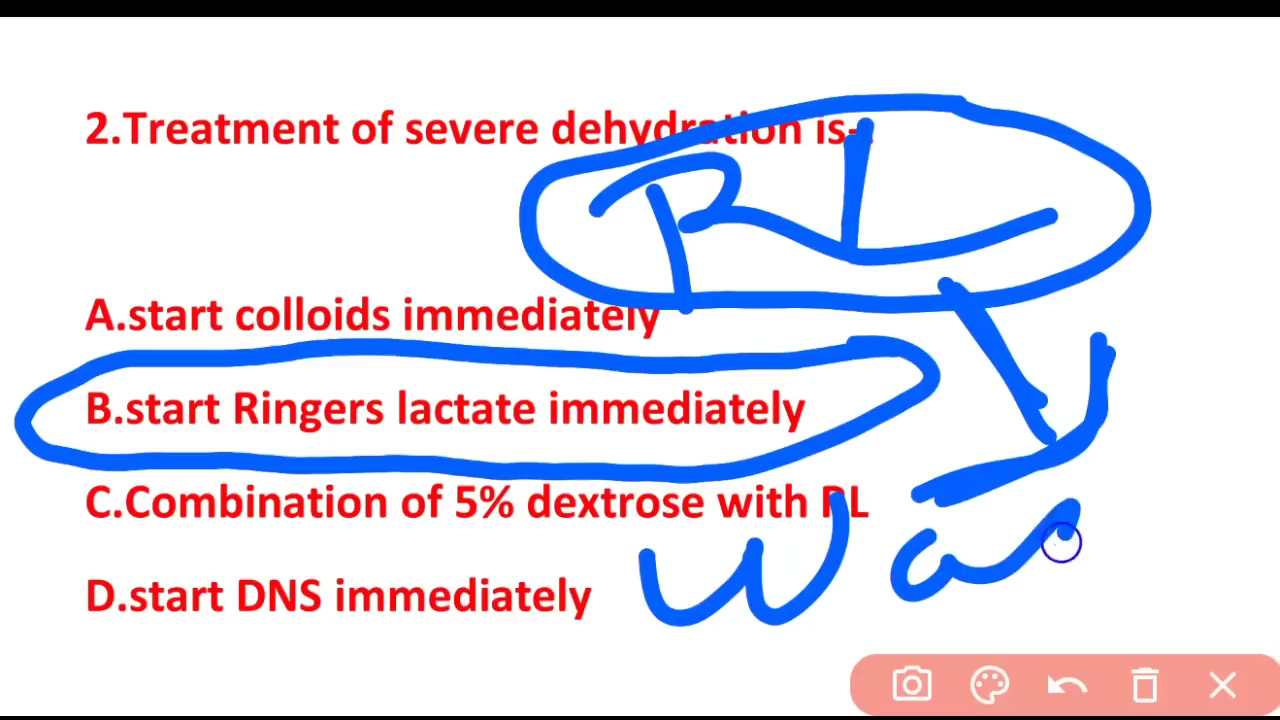 2.Treatment of severe dehydration is-:
RL
A.start colloids immediately
B.start Ringers lactate immediately
C.Combination of 5% dextrose with RL
D.start DNS immediately